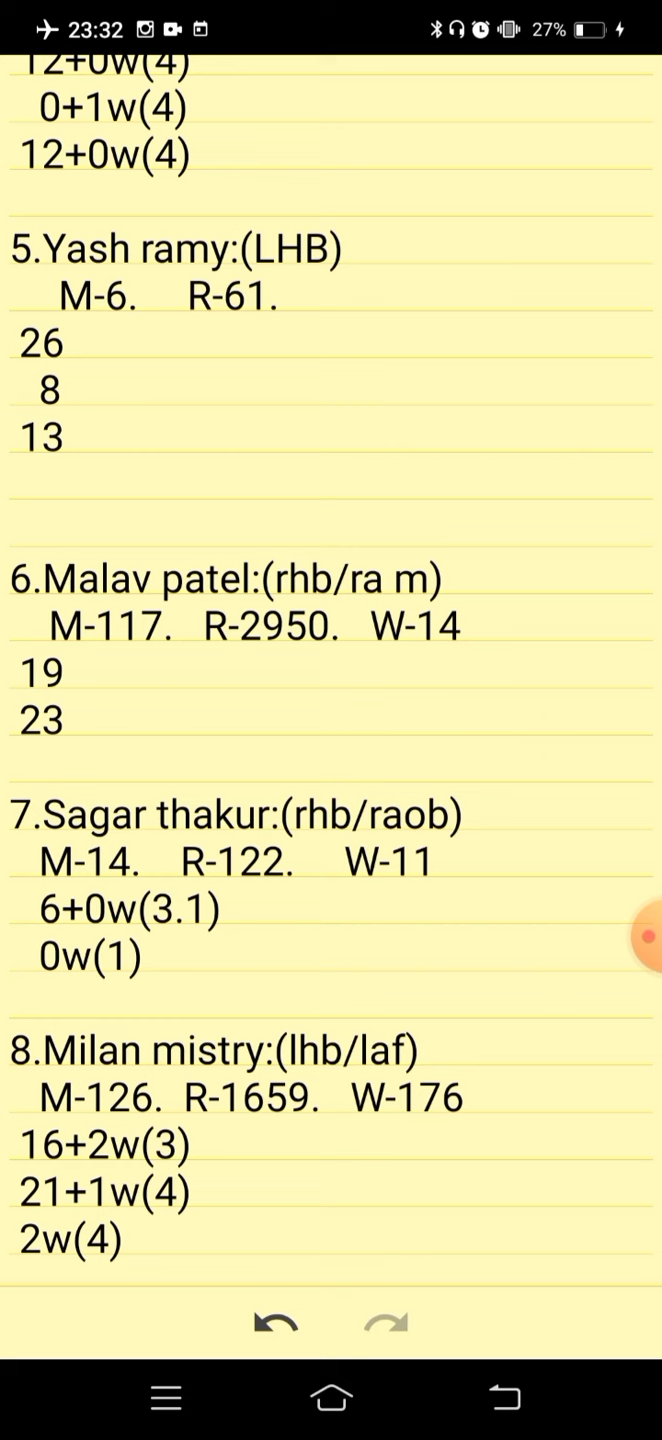 23:32 27%
12+0w(4)
0+1w(4)
12+0w(4)
5.Yash ramy:(LHB)
M-6. R-61.
26
8
13
6.Malav patel:(rhb/ra m)
M-117. R-2950. W-14
19
23
7.Sagar thakur:(rhb/raob)
M-14. R-122. W-11
6+0w(3.1)
0w(1)
8.Milan mistry:(lhb/laf)
M-126. R-1659. W-176
16+2w(3)
21+1w(4)
2w(4)